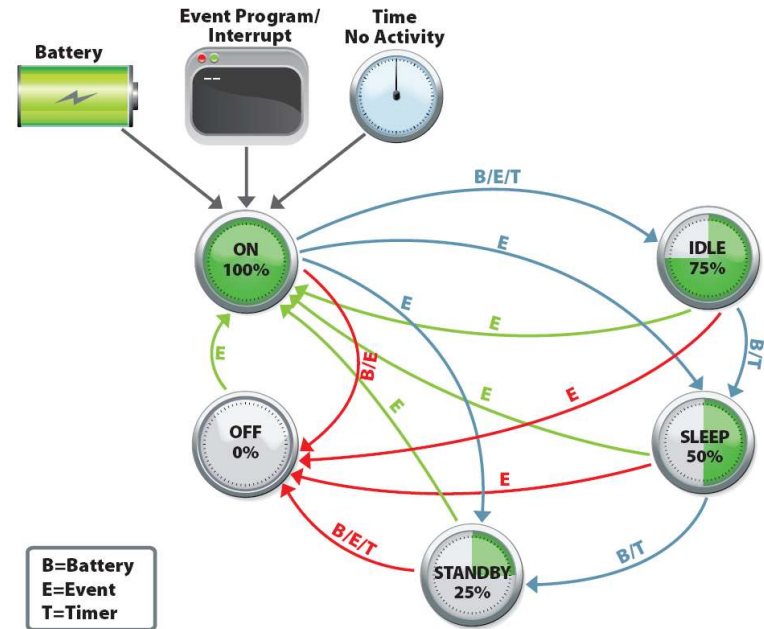 Event Program/
Interrupt
Time
No Activity
Battery
B/E/T
ON
100%
E
IDLE
75%
E
E
B/T
E
B/E
E
E
E
OFF
0%
SLEEP
50%
E
B/E/T
B/T
STANDBY
25%
B=Battery
E=Event
T=Timer